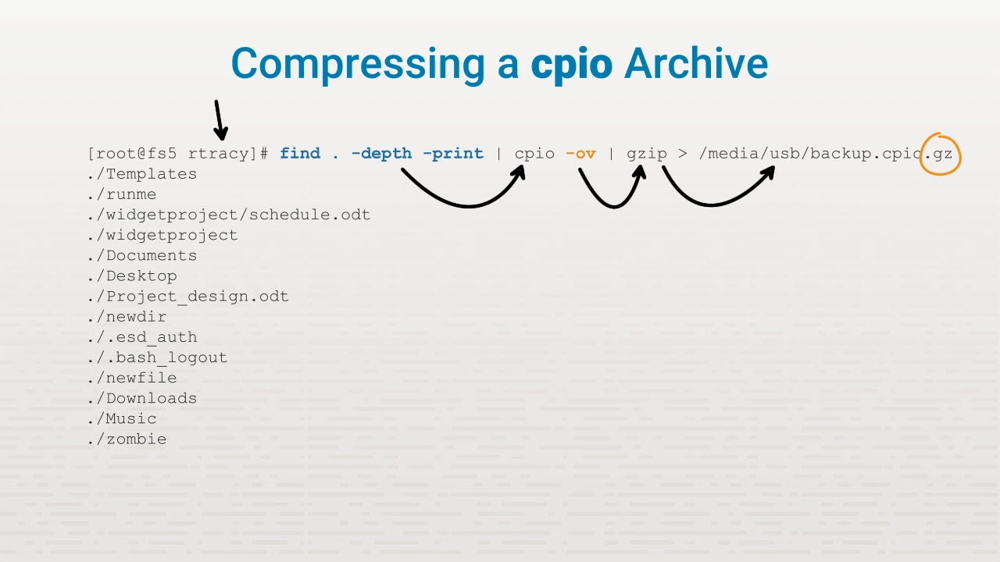 Compressing a cpio Archive
[root@fs5 rtracy]# find . -depth -print | cpio -ov | gzip > /media/usb/backup.cpio.gz
./Templates
./runme
./widgetproject/schedule.odt
./widgetproject
./Documents
./Desktop
./Project_design.odt
./newdir
./.esd_auth
./.bash_logout
./newfile
./Downloads
./Music
./zombie